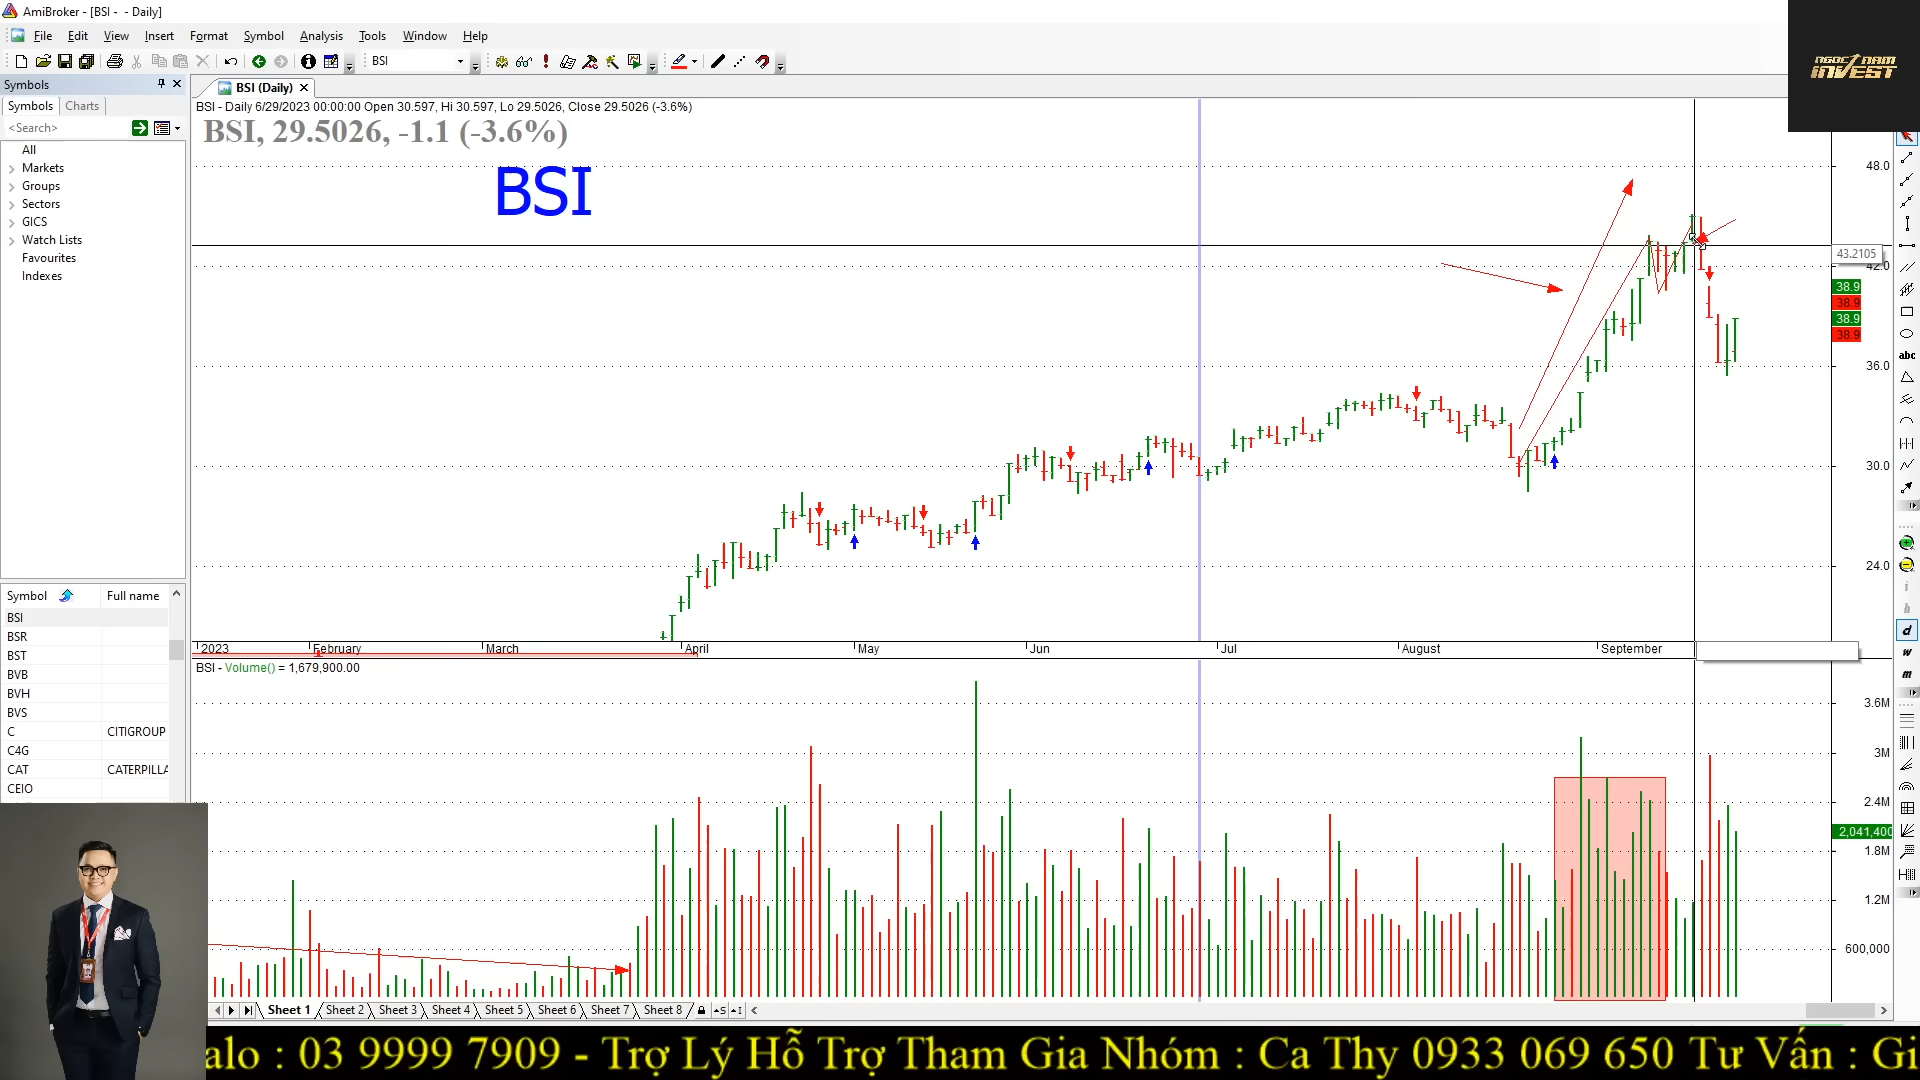 AmiBroker - [BSI -  - Daily]
File Edit View Insert Format Symbol Analysis Tools Window Help
BSI
Symbols
BSI (Daily)
Symbols Charts
<Search>
All
Markets
Groups
Sectors
GICS
Watch Lists
Favourites
Indexes
BSI - Daily 6/29/2023 00:00:00 Open 30.597, Hi 30.597, Lo 29.5026, Close 29.5026 (-3.6%)
BSI, 29.5026, -1.1 (-3.6%)
BSI
NGOC NAM
INVEST
48.0
43.2105
42.0
38.9
38.9
38.9
38.9
36.0
30.0
24.0
abc
i
h
d
w
m
2023 February March April May Jun Jul August September
BSI - Volume() = 1,679,900.00
3.6M
3M
2.4M
2,041,400
1.8M
1.2M
600,000
Symbol Full name
BSI
BSR
BST
BVB
BVH
BVS
C CITIGROUP
C4G
CAT CATERPILLA
CEIO
Sheet 1 Sheet 2 Sheet 3 Sheet 4 Sheet 5 Sheet 6 Sheet 7 Sheet 8
alo : 03 9999 7909 - Trợ Lý Hỗ Trợ Tham Gia Nhóm : Ca Thy 0933 069 650 Tư Vấn : Gi